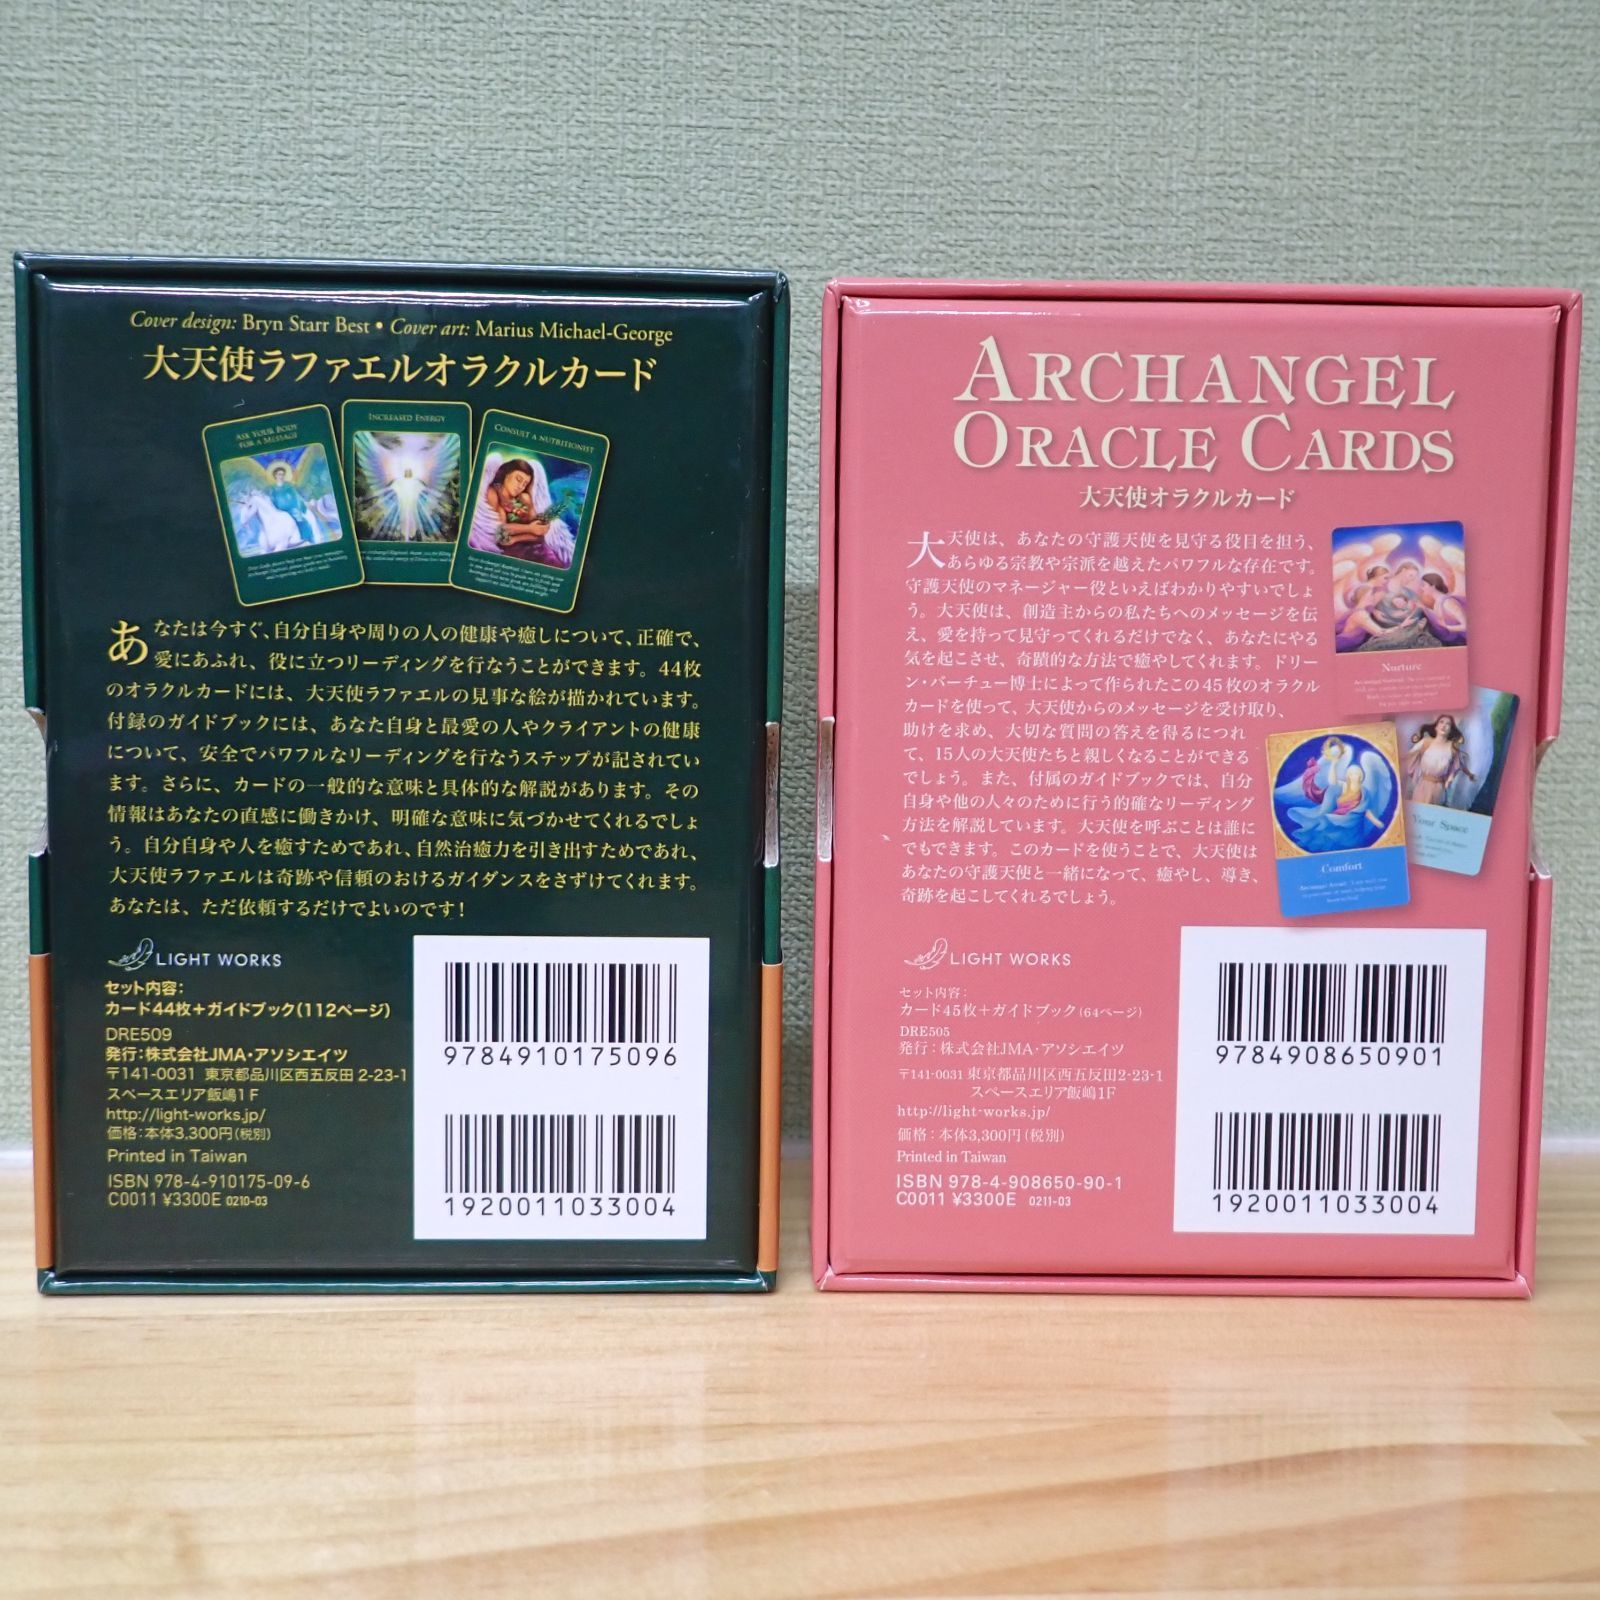 Cover design: Bryn Starr Best • Cover art: Marius Michael-George
大天使ラファエルオラクルカード
ASK YOUR BODY
FOR A MESSAGE
INCREASED ENERGY
CONSULT A NUTRITIONIST
あなたは今すぐ、自分自身や周りの人の健康や癒しについて、正確で、
愛にあふれ、役に立つリーディングを行なうことができます。44枚
のオラクルカードには、大天使ラファエルの見事な絵が描かれています。
付録のガイドブックには、あなた自身と最愛の人やクライアントの健康
について、安全でパワフルなリーディングを行なうステップが記されてい
ます。さらに、カードの一般的な意味と具体的な解説があります。その
情報はあなたの直感に働きかけ、明確な意味に気づかせてくれるでしょ
う。自分自身や人を癒すためであれ、自然治癒力を引き出すためであれ、
大天使ラファエルは奇跡や信頼のおけるガイダンスをさずけてくれます。
あなたは、ただ依頼するだけでよいのです！
LIGHT WORKS
セット内容：
カード44枚＋ガイドブック（112ページ）
DRE509
発行：株式会社JMA・アソシエイツ
〒141-0031 東京都品川区西五反田 2-23-1
スペースエリア飯嶋1F
http://light-works.jp/
価格：本体3,300円（税別）
Printed in Taiwan
ISBN 978-4-910175-09-6
C0011 ¥3300E 0210-03
9784910175096
1920011033004
ARCHANGEL
ORACLE CARDS
大天使オラクルカード
大天使は、あなたの守護天使を見守る役目を担う、
あらゆる宗教や宗派を越えたパワフルな存在です。
守護天使のマネージャー役といえばわかりやすいでしょ
う。大天使は、創造主からの私たちへのメッセージを伝
え、愛を持って見守ってくれるだけでなく、あなたにやる
気を起こさせ、奇蹟的な方法で癒やしてくれます。ドリー
ン・バーチュー博士によって作られたこの45枚のオラクル
カードを使って、大天使からのメッセージを受け取り、
助けを求め、大切な質問の答えを得るにつれ
て、15人の大天使たちと親しくなることができる
でしょう。また、付属のガイドブックでは、自分
自身や他の人々のために行う的確なリーディング
方法を解説しています。大天使を呼ぶことは誰に
でもできます。このカードを使うことで、大天使は
あなたの守護天使と一緒になって、癒やし、導き、
奇跡を起こしてくれるでしょう。
Nurture
Your Space
Comfort
LIGHT WORKS
セット内容：
カード45枚＋ガイドブック（64ページ）
DRE505
発行：株式会社JMA・アソシエイツ
〒141-0031 東京都品川区西五反田2-23-1
スペースエリア飯嶋1F
http://light-works.jp/
価格：本体3,300円（税別）
Printed in Taiwan
ISBN 978-4-908650-90-1
C0011 ¥3300E 0211-03
9784908650901
1920011033004